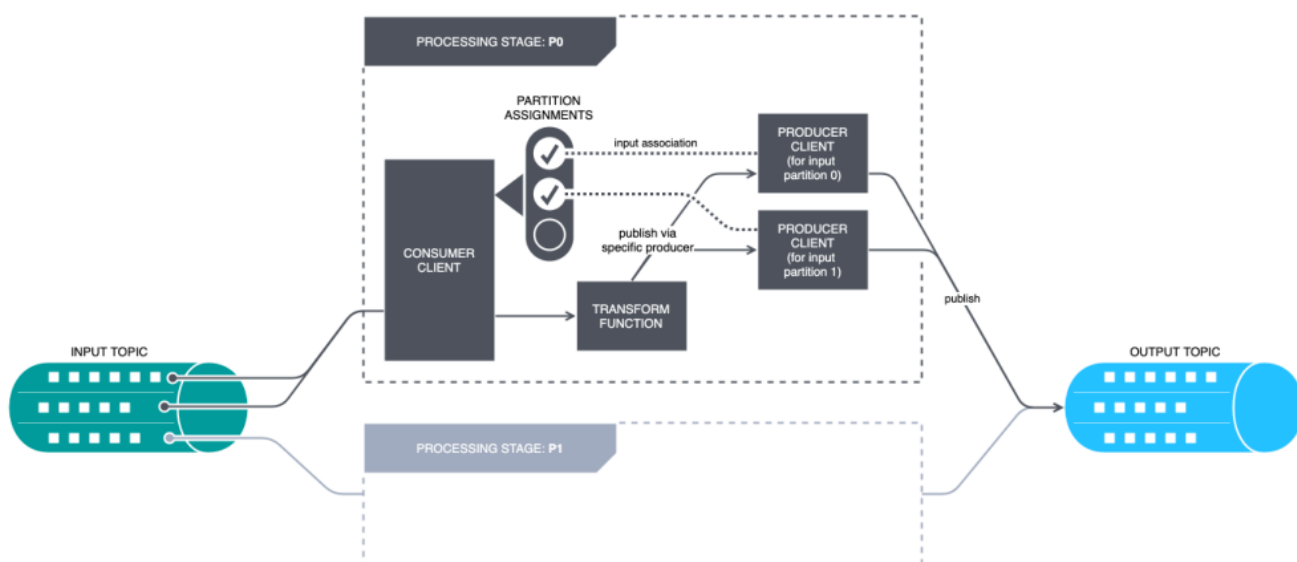 PROCESSING STAGE: P0
PARTITION
ASSIGNMENTS
input association
PRODUCER
CLIENT
(for input
partition 0)
CONSUMER
CLIENT
publish via
specific producer
PRODUCER
CLIENT
(for input
partition 1)
TRANSFORM
FUNCTION
publish
INPUT TOPIC
OUTPUT TOPIC
PROCESSING STAGE: P1